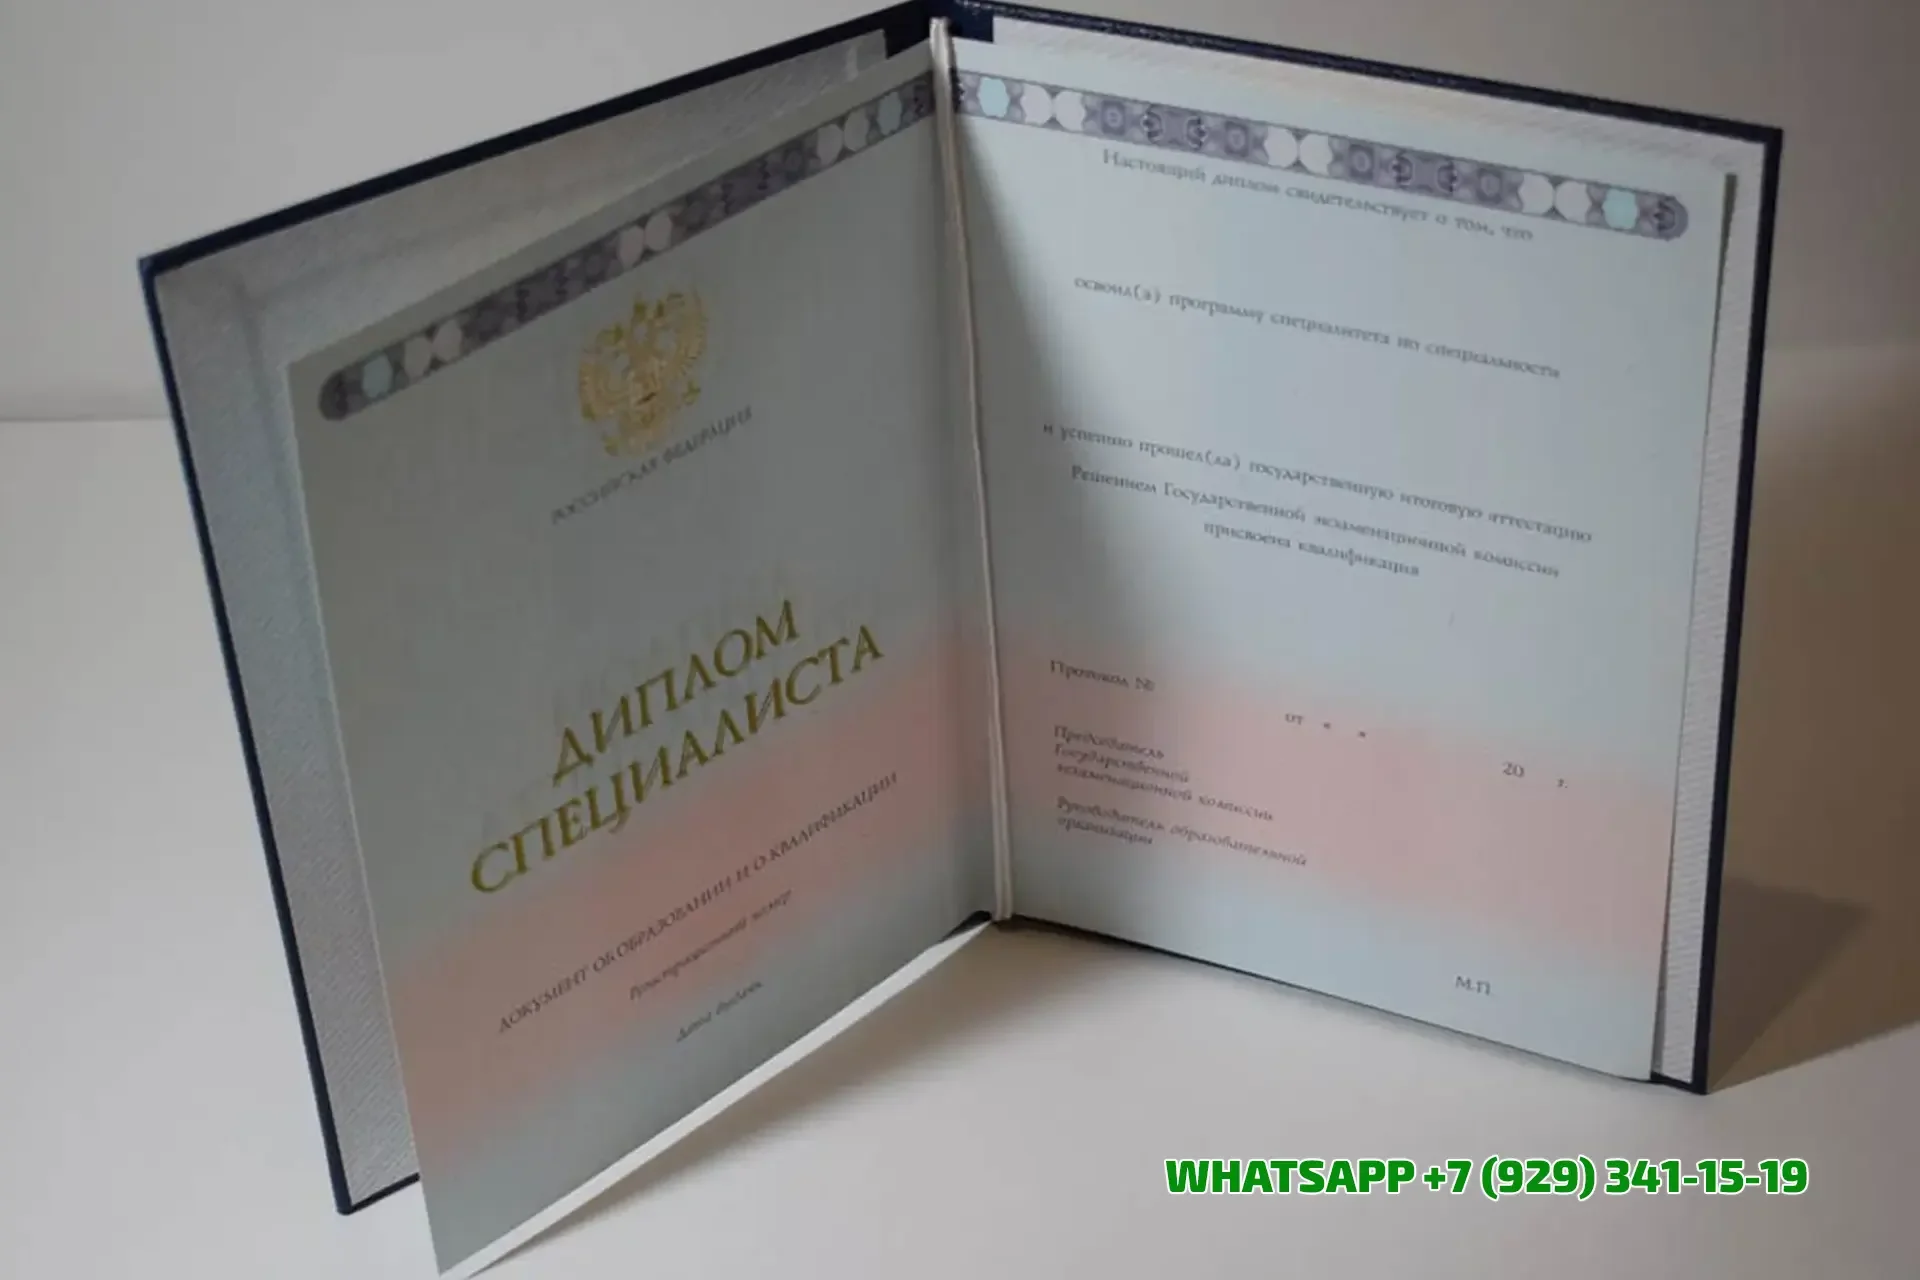 РОССИЙСКАЯ ФЕДЕРАЦИЯ
ДИПЛОМ
СПЕЦИАЛИСТА
ДОКУМЕНТ ОБ ОБРАЗОВАНИИ И О КВАЛИФИКАЦИИ
Регистрационный номер
Дата выдачи
Настоящий диплом свидетельствует о том, что
освоил(а) программу специалитета по специальности
и успешно прошел(ла) государственную итоговую аттестацию
Решением Государственной экзаменационной комиссии
присвоена квалификация
Протокол №
от « »
20 г.
Председатель
Государственной
экзаменационной комиссии
Руководитель образовательной
организации
М.П.
WHATSAPP +7 (929) 341-15-19